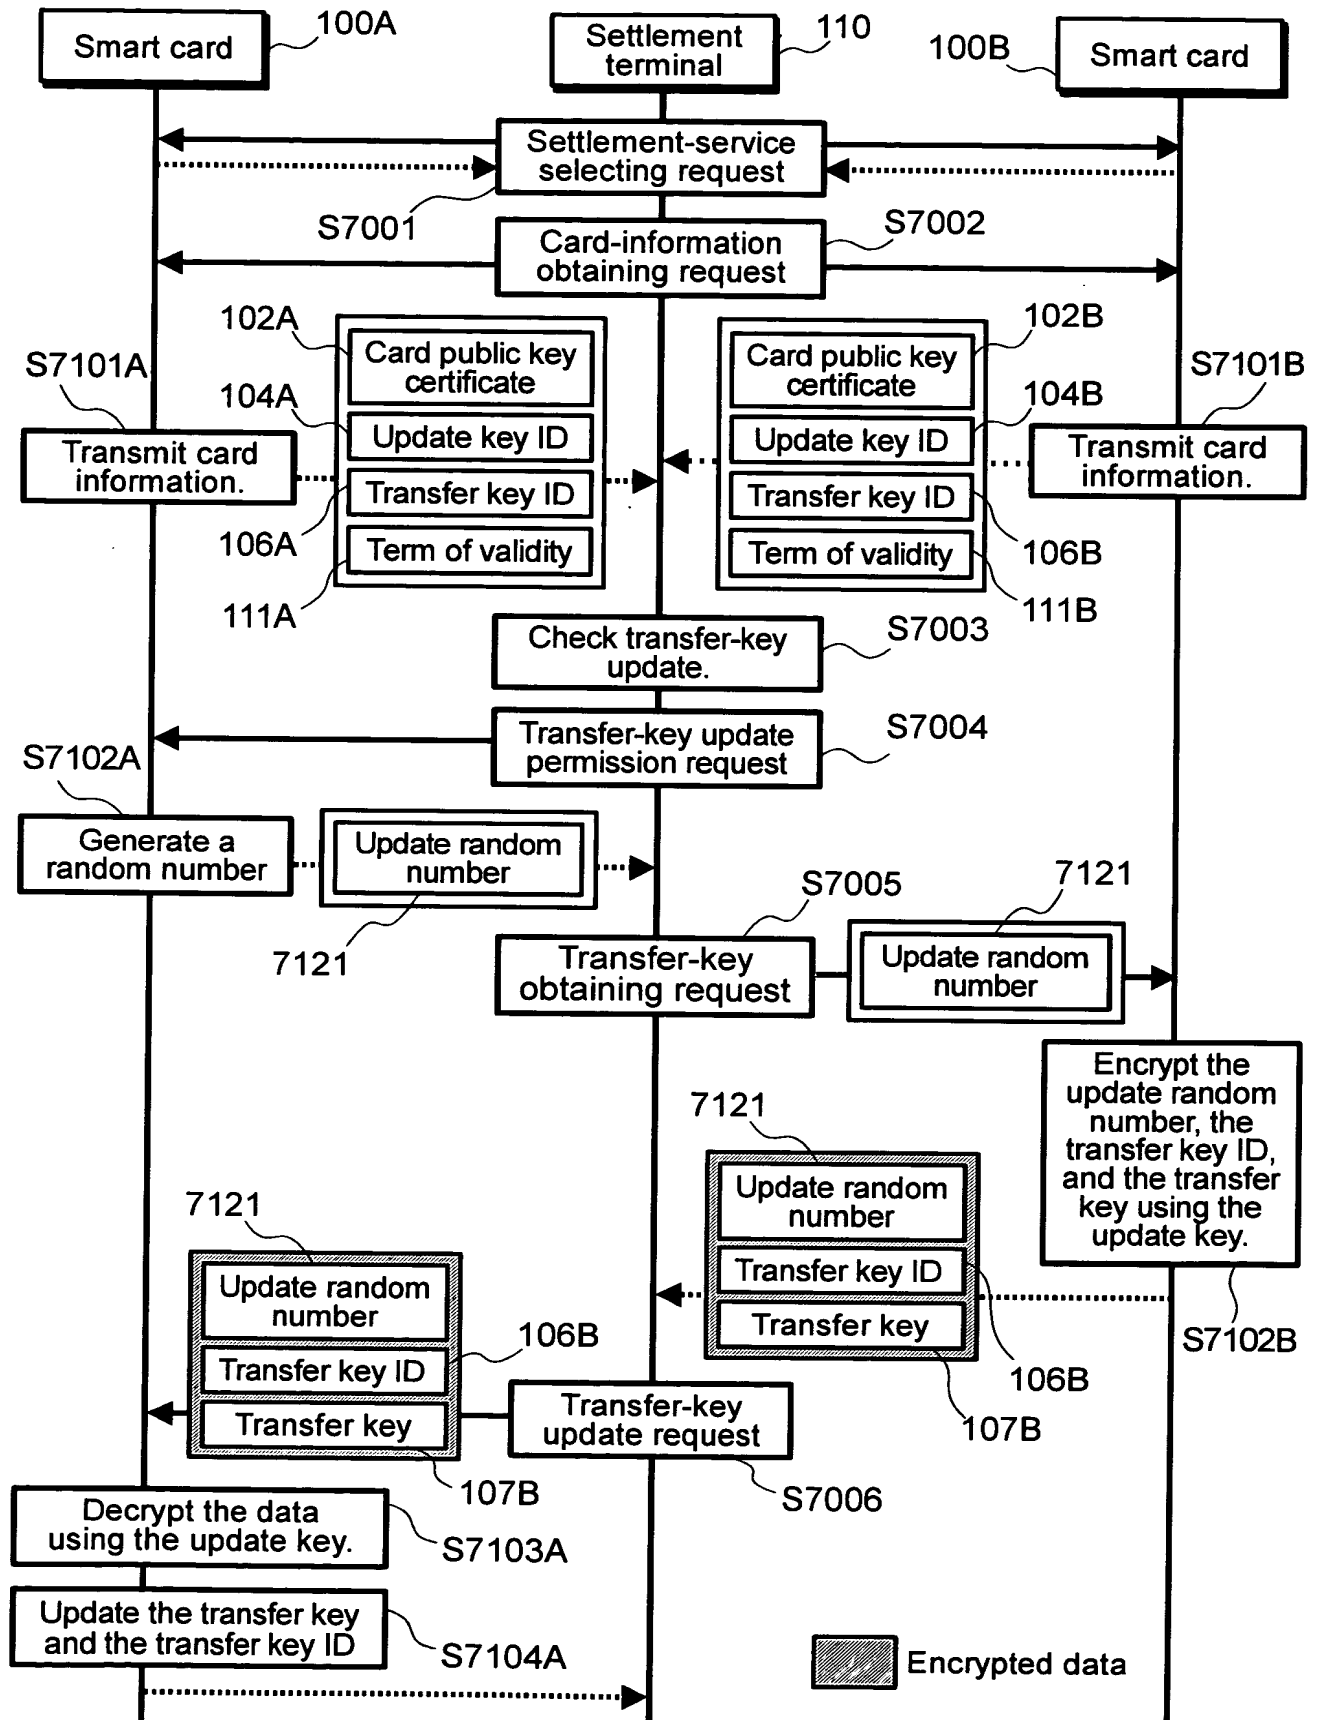 Smart card
100A
Settlement
terminal
110
100B
Smart card
Settlement-service
selecting request
S7001
Card-information
obtaining request
S7002
102A
Card public key
certificate
104A
Update key ID
Transfer key ID
106A
Term of validity
111A
S7101A
Transmit card
information.
102B
Card public key
certificate
104B
Update key ID
Transfer key ID
106B
Term of validity
111B
S7101B
Transmit card
information.
Check transfer-key
update.
S7003
Transfer-key update
permission request
S7004
S7102A
Generate a
random number
Update random
number
7121
S7005
Transfer-key
obtaining request
7121
Update random
number
Encrypt the
update random
number, the
transfer key ID,
and the transfer
key using the
update key.
S7102B
7121
Update random
number
Transfer key ID
Transfer key
106B
107B
7121
Update random
number
Transfer key ID
106B
Transfer key
107B
Transfer-key
update request
S7006
Decrypt the data
using the update key.
S7103A
Update the transfer key
and the transfer key ID
S7104A
Encrypted data